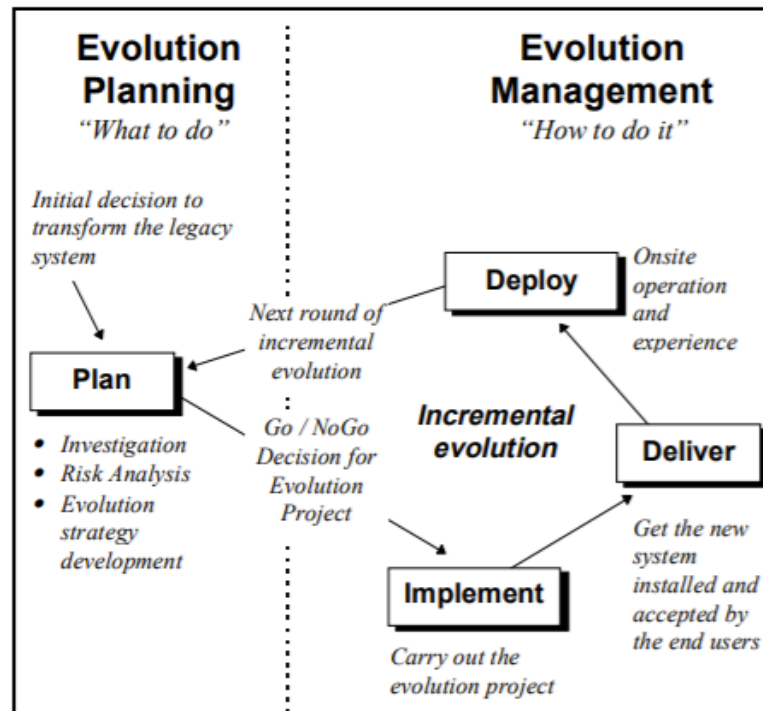 Evolution
Planning
"What to do"
Evolution
Management
"How to do it"
Initial decision to
transform the legacy
system
Deploy
Onsite
operation
and
experience
Next round of
incremental
evolution
Plan
• Investigation
• Risk Analysis
• Evolution
strategy
development
Go / NoGo
Decision for
Evolution
Project
Incremental
evolution
Deliver
Get the new
system
installed and
accepted by
the end users
Implement
Carry out the
evolution project